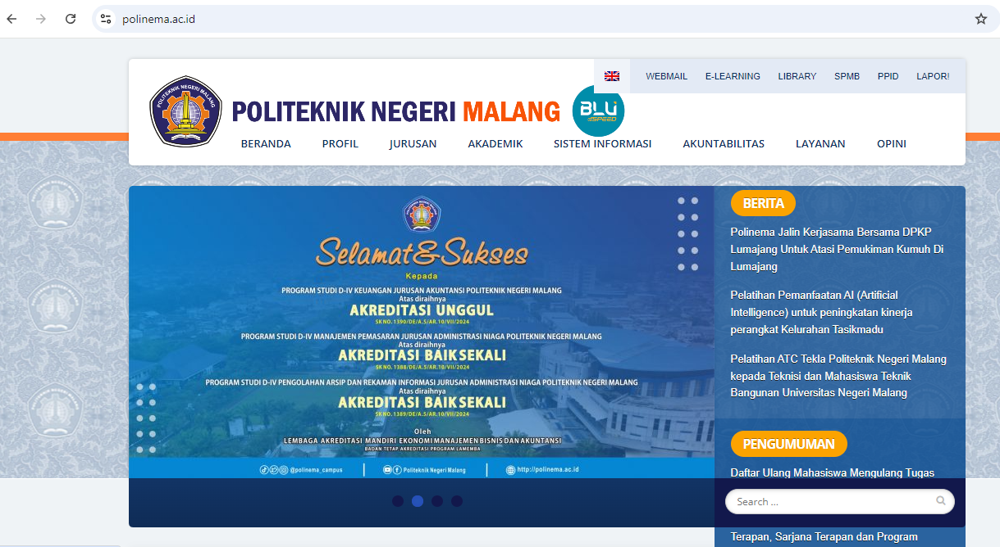 polinema.ac.id
WEBMAIL E-LEARNING LIBRARY SPMB PPID LAPOR!
POLITEKNIK NEGERI MALANG
POLITEKNIK NEGERI MALANG
BLU
SPEED
BERANDA PROFIL JURUSAN AKADEMIK SISTEM INFORMASI AKUNTABILITAS LAYANAN OPINI
Selamat & Sukses
Kepada
PROGRAM STUDI D-IV KEUANGAN JURUSAN AKUNTANSI POLITEKNIK NEGERI MALANG
Atas diraihnya
AKREDITASI UNGGUL
SK NO. 1390/DE/A.5/AR.10/VII/2024
PROGRAM STUDI D-IV MANAJEMEN PEMASARAN JURUSAN ADMINISTRASI NIAGA POLITEKNIK NEGERI MALANG
Atas diraihnya
AKREDITASI BAIK SEKALI
SK NO. 1388/DE/A.5/AR.10/VII/2024
PROGRAM STUDI D-IV PENGOLAHAN ARSIP DAN REKAMAN INFORMASI JURUSAN ADMINISTRASI NIAGA POLITEKNIK NEGERI MALANG
Atas diraihnya
AKREDITASI BAIK SEKALI
SK NO. 1389/DE/A.5/AR.10/VII/2024
Oleh
LEMBAGA AKREDITASI MANDIRI EKONOMI MANAJEMEN BISNIS DAN AKUNTANSI
BADAN TETAP AKREDITASI PROGRAM LAMEMBA
@polinema_campus Politeknik Negeri Malang http://polinema.ac.id
BERITA
Polinema Jalin Kerjasama Bersama DPKP
Lumajang Untuk Atasi Pemukiman Kumuh Di
Lumajang
Pelatihan Pemanfaatan AI (Artificial
Intelligence) untuk peningkatan kinerja
perangkat Kelurahan Tasikmadu
Pelatihan ATC Tekla Politeknik Negeri Malang
kepada Teknisi dan Mahasiswa Teknik
Bangunan Universitas Negeri Malang
PENGUMUMAN
Daftar Ulang Mahasiswa Mengulang Tugas
Search ...
Terapan, Sarjana Terapan dan Program